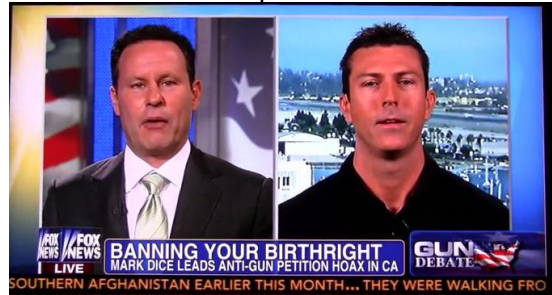 FOX NEWS
FOX NEWS
LIVE
BANNING YOUR BIRTHRIGHT
MARK DICE LEADS ANTI-GUN PETITION HOAX IN CA
GUN
DEBATE
SOUTHERN AFGHANISTAN EARLIER THIS MONTH... THEY WERE WALKING FRO